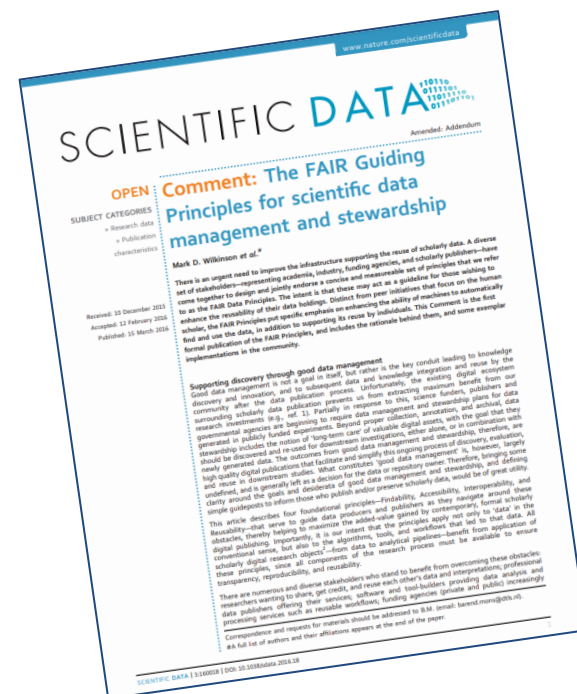 www.nature.com/scientificdata
SCIENTIFIC DATA
110110
0111101
11011110
011101101
Amended: Addendum
OPEN
SUBJECT CATEGORIES
» Research data
» Publication
characteristics
Received: 10 December 2015
Accepted: 12 February 2016
Published: 15 March 2016
Comment: The FAIR Guiding
Principles for scientific data
management and stewardship
Mark D. Wilkinson et al.#
There is an urgent need to improve the infrastructure supporting the reuse of scholarly data. A diverse
set of stakeholders—representing academia, industry, funding agencies, and scholarly publishers—have
come together to design and jointly endorse a concise and measureable set of principles that we refer
to as the FAIR Data Principles. The intent is that these may act as a guideline for those wishing to
enhance the reusability of their data holdings. Distinct from peer initiatives that focus on the human
scholar, the FAIR Principles put specific emphasis on enhancing the ability of machines to automatically
find and use the data, in addition to supporting its reuse by individuals. This Comment is the first
formal publication of the FAIR Principles, and includes the rationale behind them, and some exemplar
implementations in the community.
Supporting discovery through good data management
Good data management is not a goal in itself, but rather is the key conduit leading to knowledge
discovery and innovation, and to subsequent data and knowledge integration and reuse by the
community after the data publication process. Unfortunately, the existing digital ecosystem
surrounding scholarly data publication prevents us from extracting maximum benefit from our
research investments (e.g., ref. 1). Partially in response to this, science funders, publishers and
governmental agencies are beginning to require data management and stewardship plans for data
generated in publicly funded experiments. Beyond proper collection, annotation, and archival, data
stewardship includes the notion of 'long-term care' of valuable digital assets, with the goal that they
should be discovered and re-used for downstream investigations, either alone, or in combination with
newly generated data. The outcomes from good data management and stewardship, therefore, are
high quality digital publications that facilitate and simplify this ongoing process of discovery, evaluation,
and reuse in downstream studies. What constitutes 'good data management' is, however, largely
undefined, and is generally left as a decision for the data or repository owner. Therefore, bringing some
clarity around the goals and desiderata of good data management and stewardship, and defining
simple guideposts to inform those who publish and/or preserve scholarly data, would be of great utility.
This article describes four foundational principles—Findability, Accessibility, Interoperability, and
Reusability—that serve to guide data producers and publishers as they navigate around these
obstacles, thereby helping to maximize the added-value gained by contemporary, formal scholarly
digital publishing. Importantly, it is our intent that the principles apply not only to 'data' in the
conventional sense, but also to the algorithms, tools, and workflows that led to that data. All
scholarly digital research objects²—from data to analytical pipelines—benefit from application of
these principles, since all components of the research process must be available to ensure
transparency, reproducibility, and reusability.
There are numerous and diverse stakeholders who stand to benefit from overcoming these obstacles:
researchers wanting to share, get credit, and reuse each other's data and interpretations; professional
data publishers offering their services; software and tool-builders providing data analysis and
processing services such as reusable workflows; funding agencies (private and public) increasingly
Correspondence and requests for materials should be addressed to B.M. (email: barend.mons@dtls.nl).
#A full list of authors and their affiliations appears at the end of the paper.
SCIENTIFIC DATA | 3:160018 | DOI: 10.1038/sdata.2016.18
1